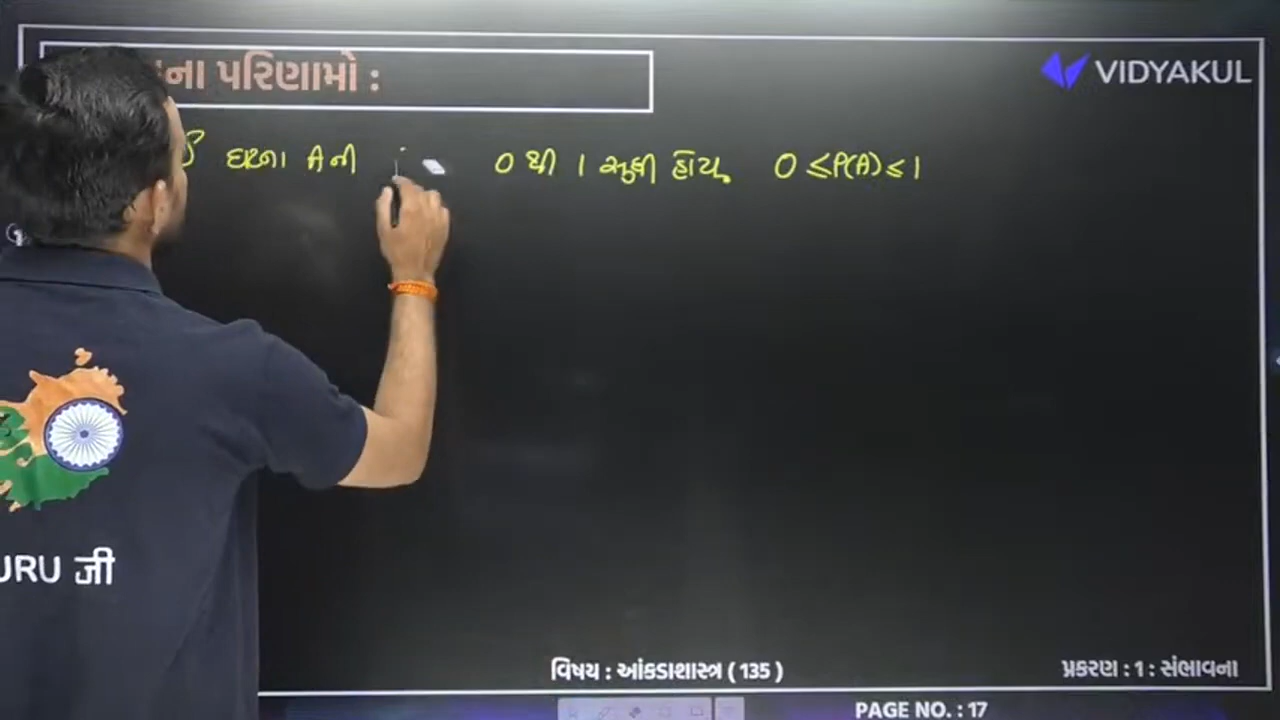 ના પરિણામો :
VIDYAKUL
ઘટના A ની 0 થી 1 સુધી હોય. 0 ≤ P(A) ≤ 1
URU जी
વિષય : આંકડાશાસ્ત્ર ( 135 )
પ્રકરણ : 1 : સંભાવના
PAGE NO. : 17